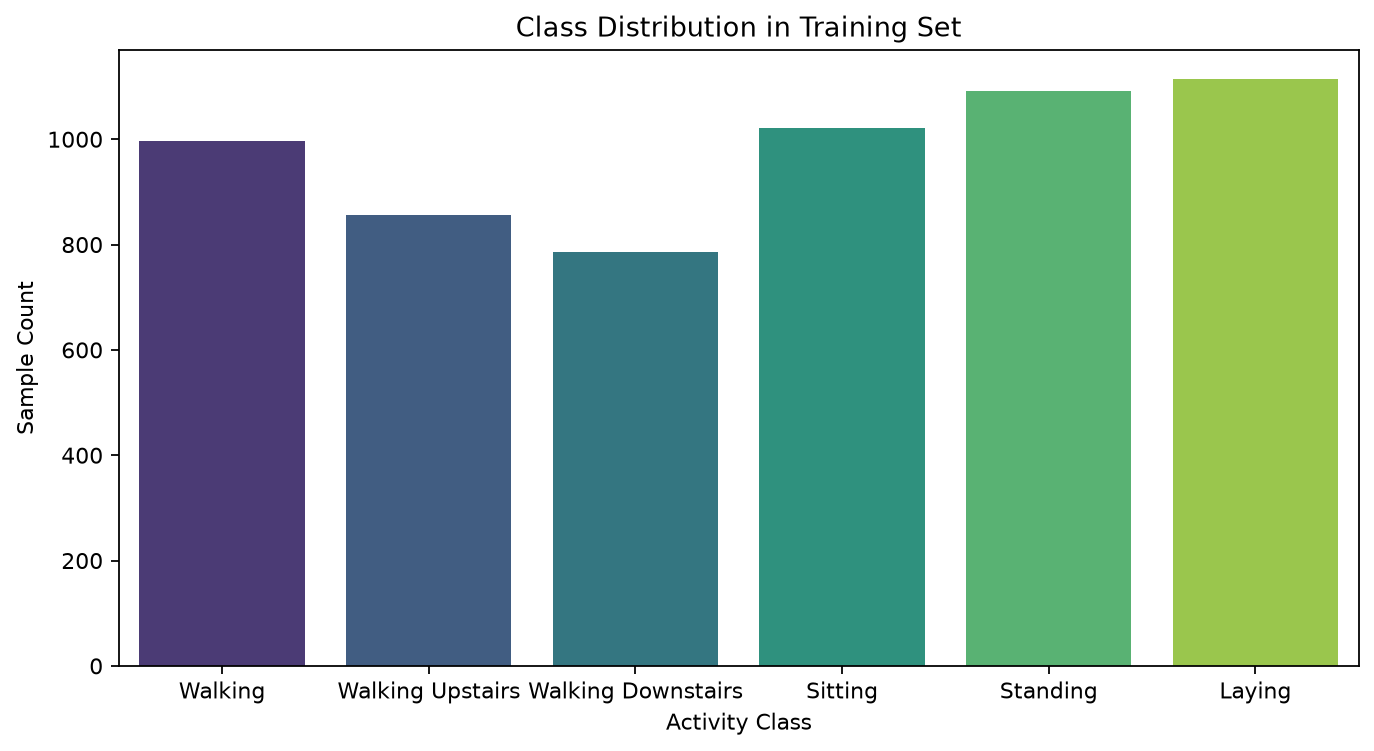 Class Distribution in Training Set
1000
800
600
400
200
0
Sample Count
Walking
Walking Upstairs
Walking Downstairs
Sitting
Standing
Laying
Activity Class